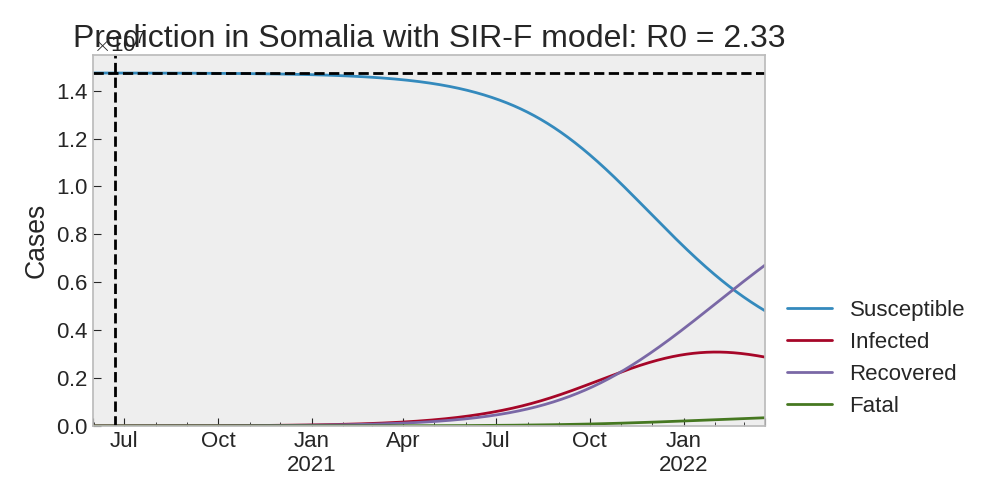 Prediction in Somalia with SIR-F model: R0 = 2.33
×10⁷
Cases
1.4
1.2
1.0
0.8
0.6
0.4
0.2
0.0
Jul Oct Jan Apr Jul Oct Jan
2021 2022
Susceptible
Infected
Recovered
Fatal